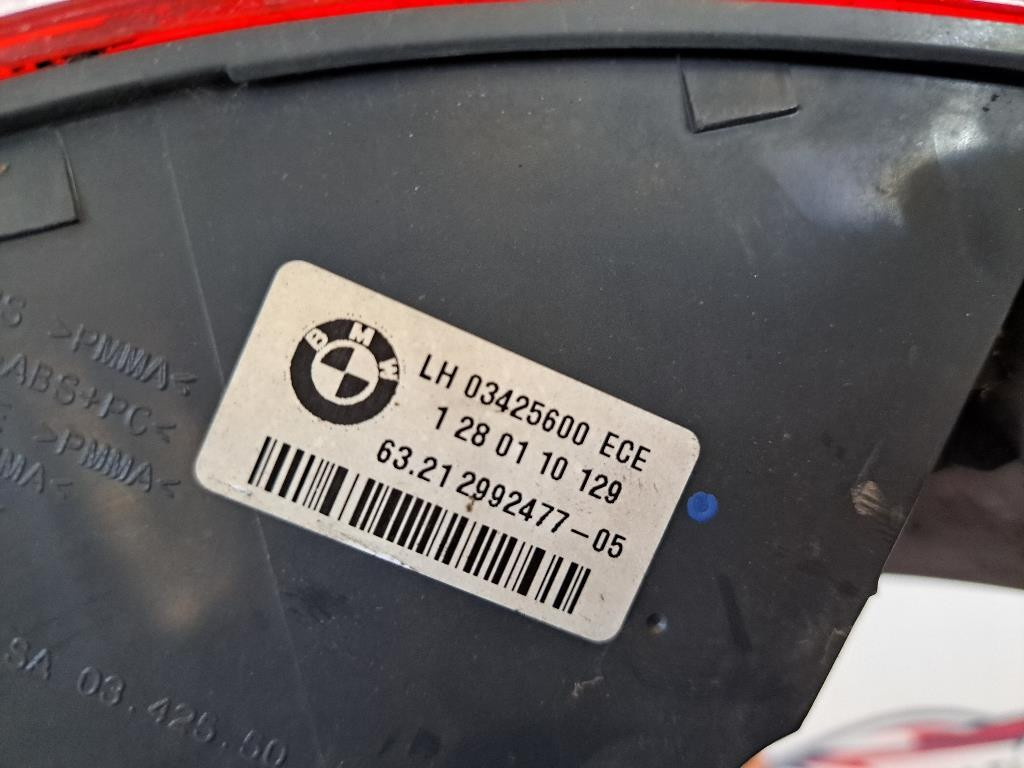 BMW
LH 03425600 ECE
1 28 01 10 129
63.21 2992477-05
S >PMMA<
ABS+PC<
E >PMMA<
MA<
SA 03.425.50